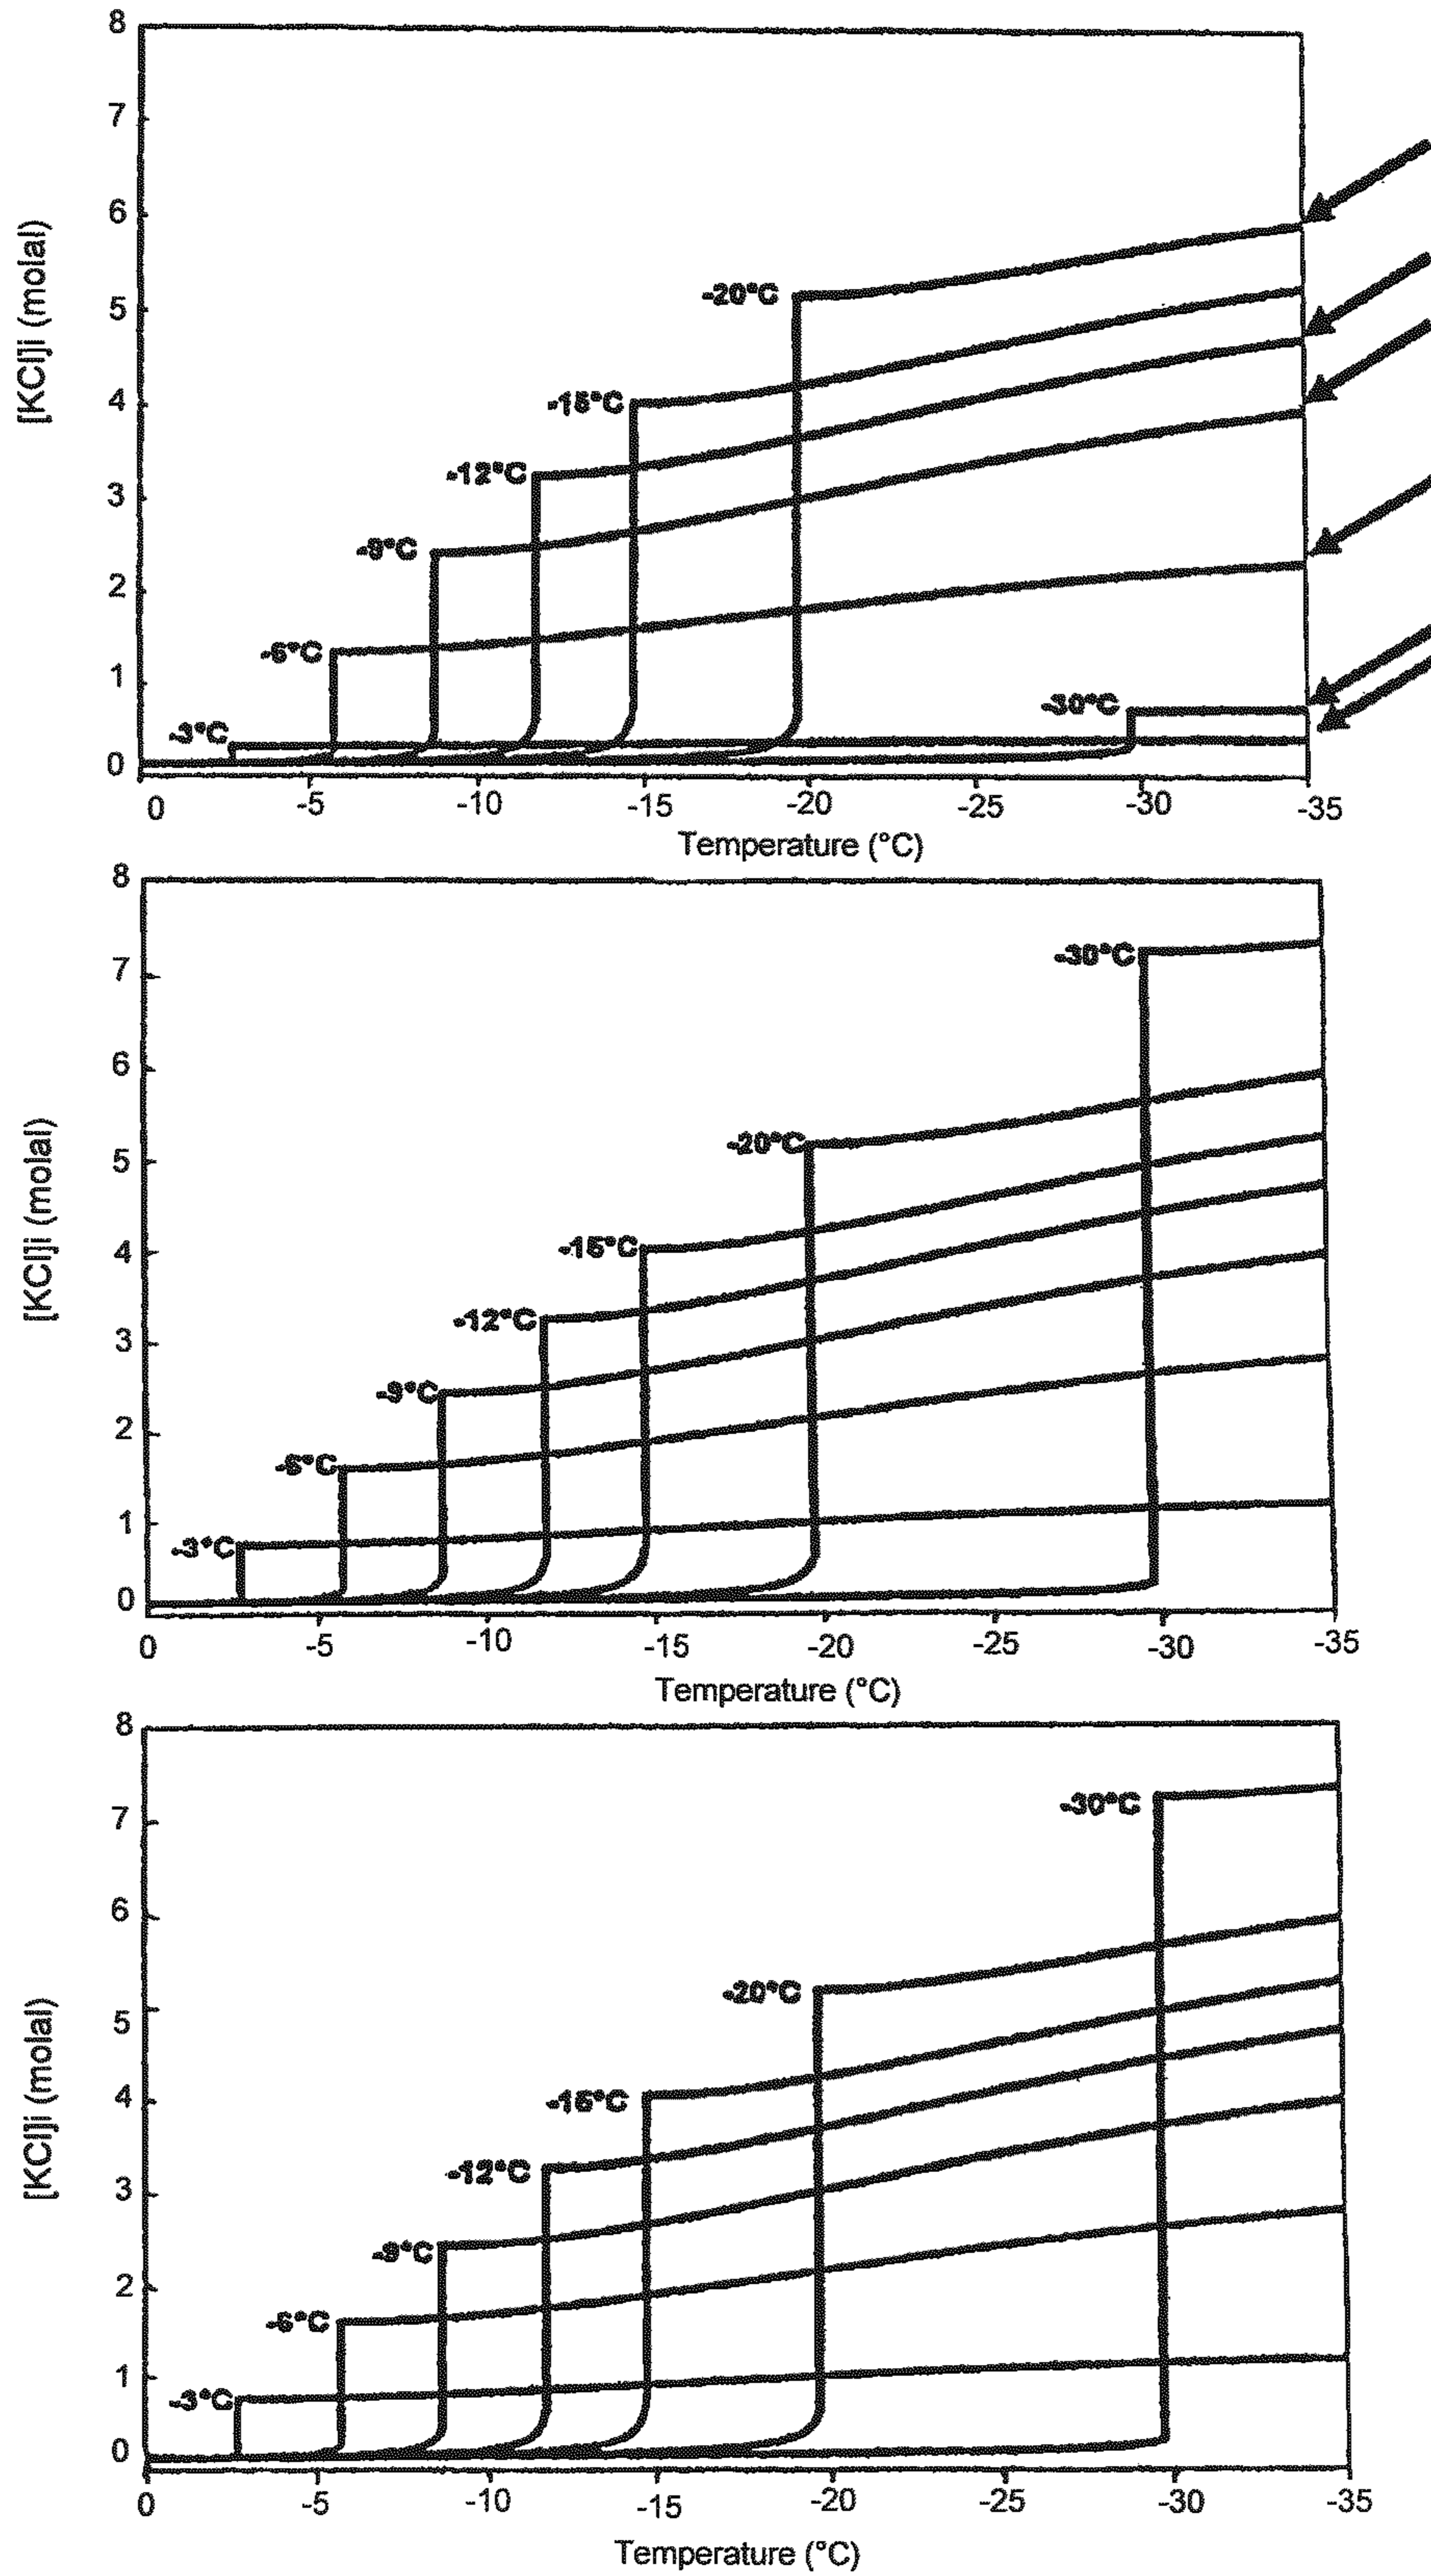 8
7
6
5
4
3
2
1
0
[KCl]i (molal)
-20°C
-15°C
-12°C
-9°C
-6°C
-3°C
-30°C
0 -5 -10 -15 -20 -25 -30 -35
Temperature (°C)
8
7
6
5
4
3
2
1
0
[KCl]i (molal)
-30°C
-20°C
-15°C
-12°C
-9°C
-6°C
-3°C
0 -5 -10 -15 -20 -25 -30 -35
Temperature (°C)
8
7
6
5
4
3
2
1
0
[KCl]i (molal)
-30°C
-20°C
-15°C
-12°C
-9°C
-6°C
-3°C
0 -5 -10 -15 -20 -25 -30 -35
Temperature (°C)